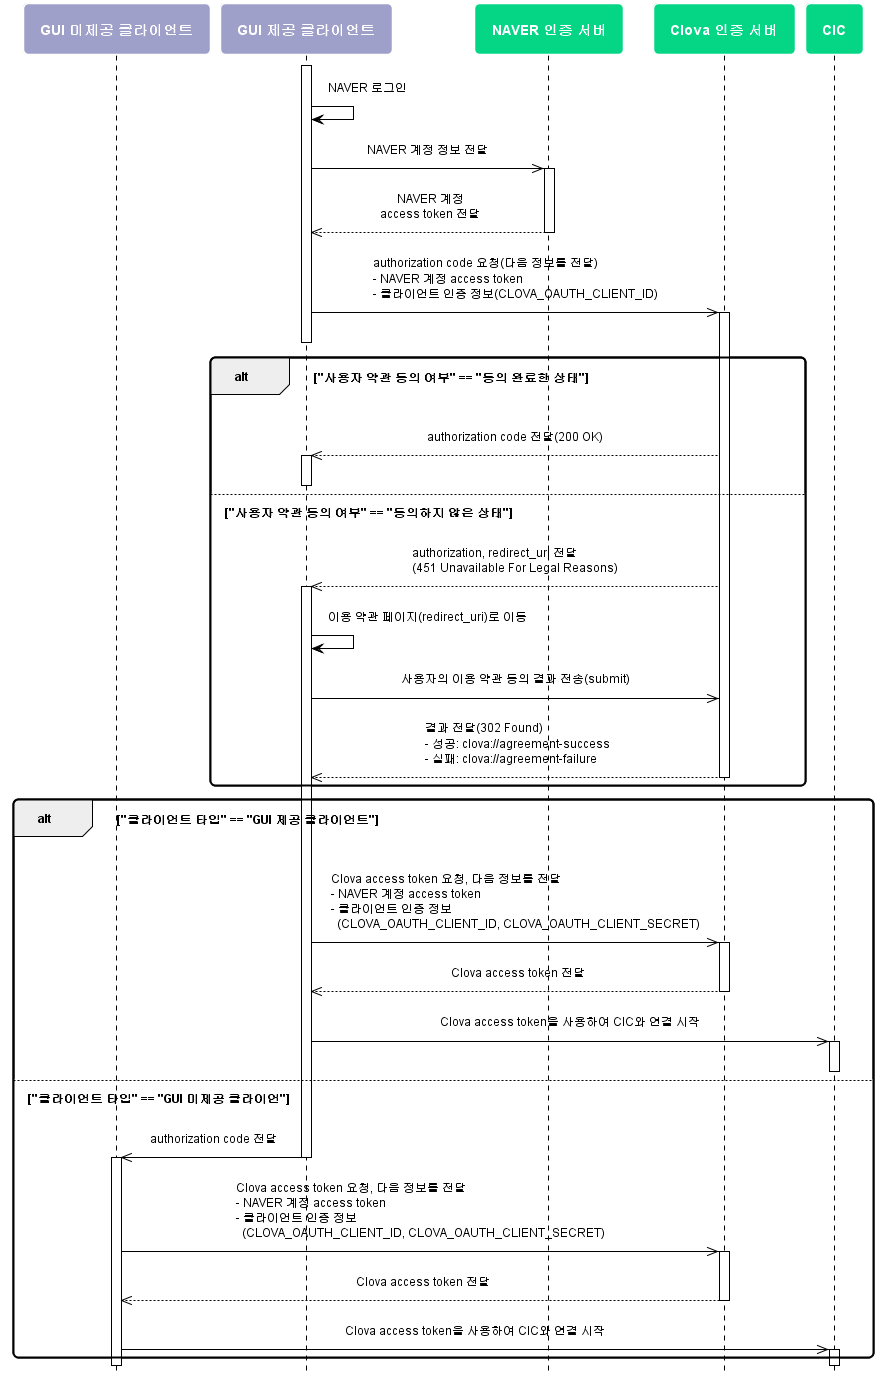 GUI 미제공 클라이언트
GUI 제공 클라이언트
NAVER 인증 서버
Clova 인증 서버
CIC
NAVER 로그인
NAVER 계정 정보 전달
NAVER 계정
access token 전달
authorization code 요청(다음 정보를 전달)
- NAVER 계정 access token
- 클라이언트 인증 정보(CLOVA_OAUTH_CLIENT_ID)
alt
["사용자 약관 동의 여부" == "동의 완료한 상태"]
authorization code 전달(200 OK)
["사용자 약관 동의 여부" == "동의하지 않은 상태"]
authorization, redirect_uri 전달
(451 Unavailable For Legal Reasons)
이용 약관 페이지(redirect_uri)로 이동
사용자의 이용 약관 동의 결과 전송(submit)
결과 전달(302 Found)
- 성공: clova://agreement-success
- 실패: clova://agreement-failure
alt
["클라이언트 타입" == "GUI 제공 클라이언트"]
Clova access token 요청, 다음 정보를 전달
- NAVER 계정 access token
- 클라이언트 인증 정보
(CLOVA_OAUTH_CLIENT_ID, CLOVA_OAUTH_CLIENT_SECRET)
Clova access token 전달
Clova access token을 사용하여 CIC와 연결 시작
["클라이언트 타입" == "GUI 미제공 클라이언"]
authorization code 전달
Clova access token 요청, 다음 정보를 전달
- NAVER 계정 access token
- 클라이언트 인증 정보
(CLOVA_OAUTH_CLIENT_ID, CLOVA_OAUTH_CLIENT_SECRET)
Clova access token 전달
Clova access token을 사용하여 CIC와 연결 시작